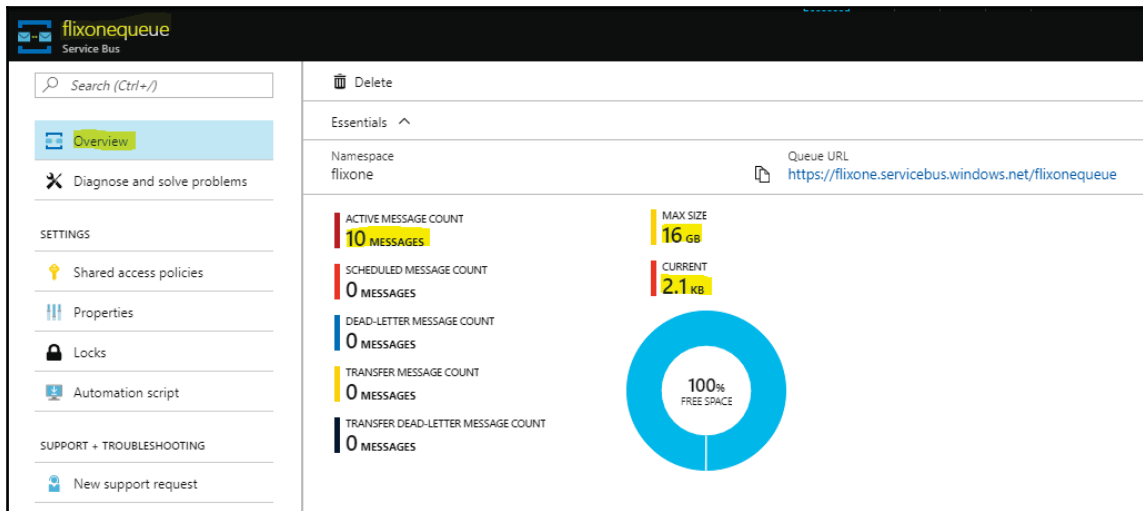 flixonequeue
Service Bus
Search (Ctrl+/)
Overview
Diagnose and solve problems
SETTINGS
Shared access policies
Properties
Locks
Automation script
SUPPORT + TROUBLESHOOTING
New support request
Delete
Essentials
Namespace
flixone
Queue URL
https://flixone.servicebus.windows.net/flixonequeue
ACTIVE MESSAGE COUNT
10 MESSAGES
SCHEDULED MESSAGE COUNT
0 MESSAGES
DEAD-LETTER MESSAGE COUNT
0 MESSAGES
TRANSFER MESSAGE COUNT
0 MESSAGES
TRANSFER DEAD-LETTER MESSAGE COUNT
0 MESSAGES
MAX SIZE
16 GB
CURRENT
2.1 KB
100%
FREE SPACE